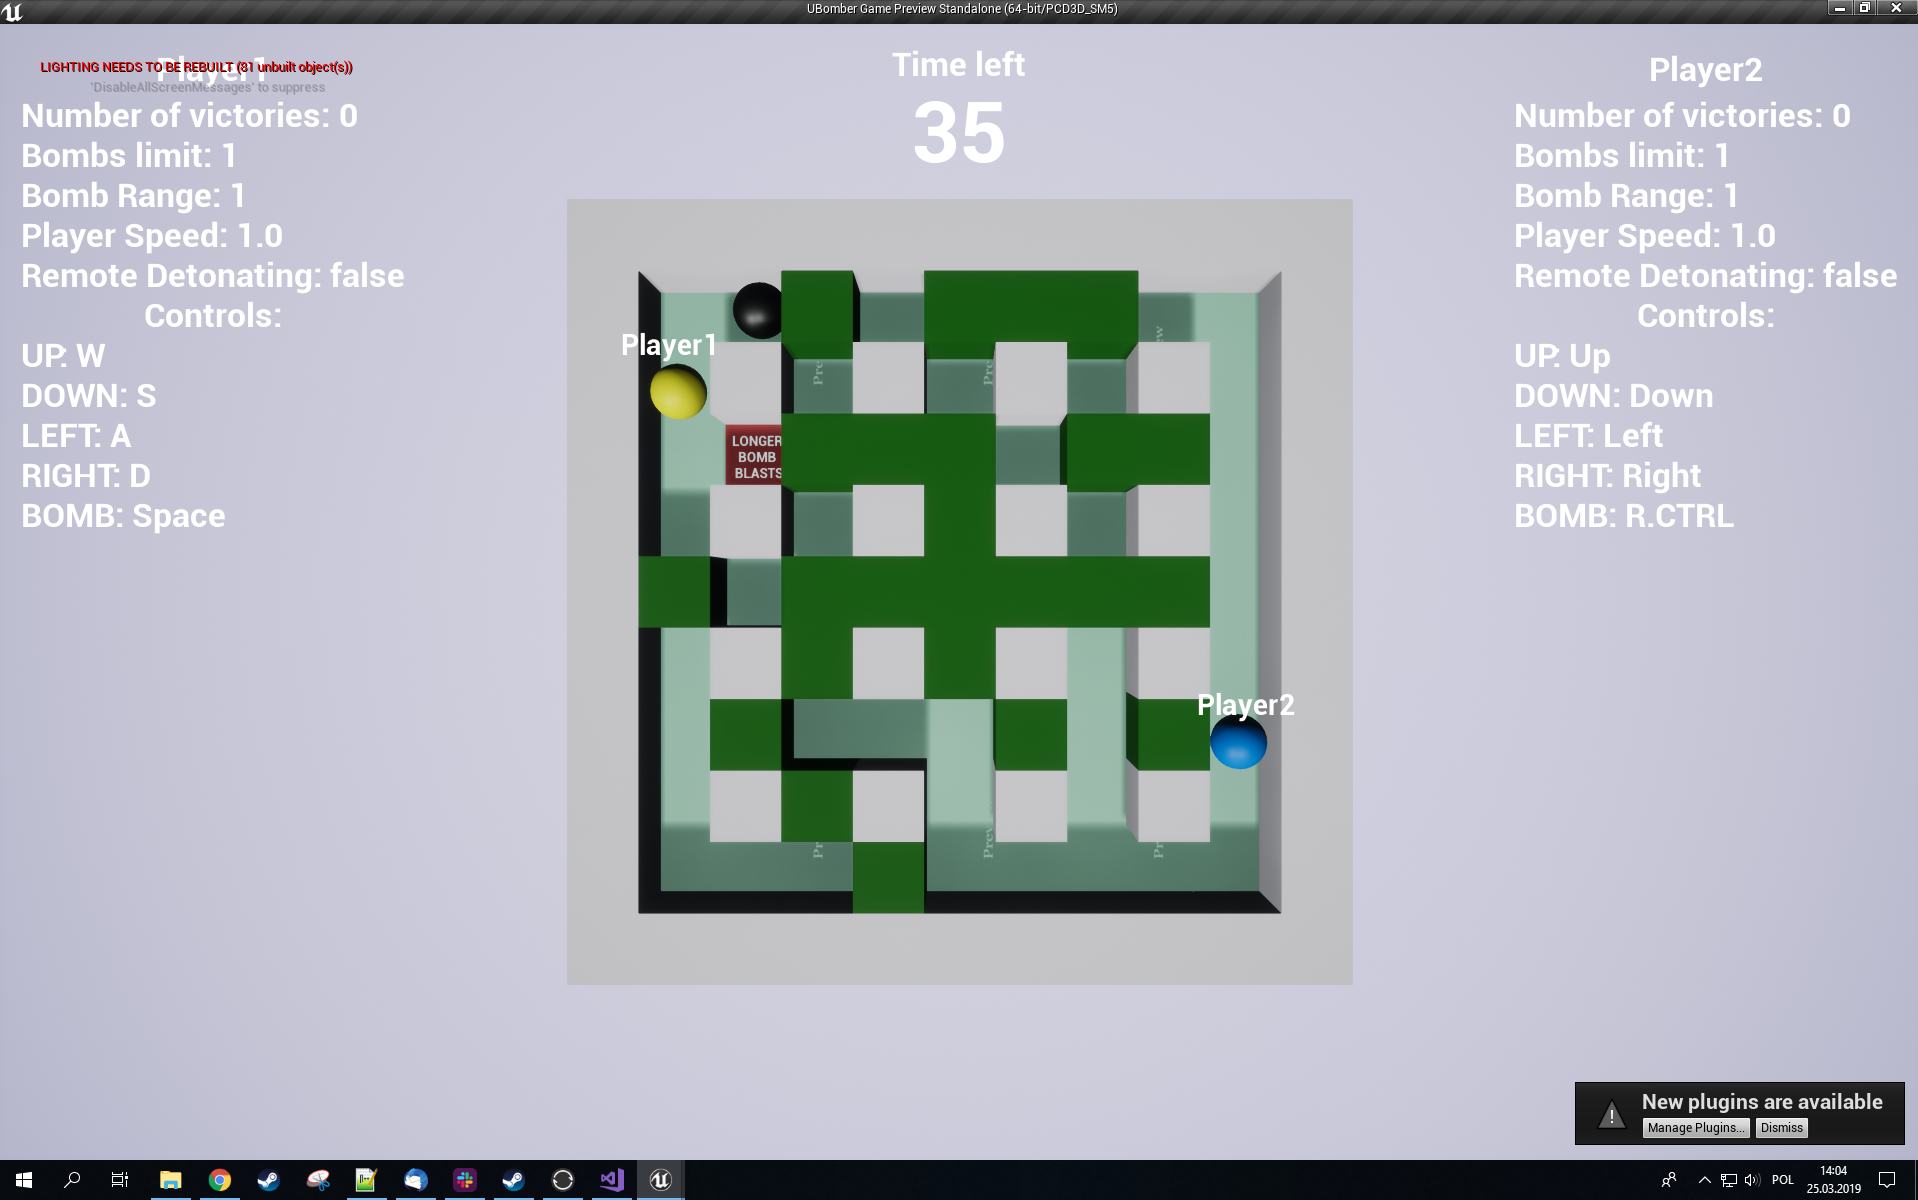 UBomber Game Preview Standalone (64-bit/PCD3D_SM5)
LIGHTING NEEDS TO BE REBUILT (81 unbuilt object(s))
Player1
'DisableAllScreenMessages' to suppress
Number of victories: 0
Bombs limit: 1
Bomb Range: 1
Player Speed: 1.0
Remote Detonating: false
Controls:
UP: W
DOWN: S
LEFT: A
RIGHT: D
BOMB: Space
Time left
35
Player2
Number of victories: 0
Bombs limit: 1
Bomb Range: 1
Player Speed: 1.0
Remote Detonating: false
Controls:
UP: Up
DOWN: Down
LEFT: Left
RIGHT: Right
BOMB: R.CTRL
Player1
LONGER
BOMB
BLASTS
Player2
New plugins are available
Manage Plugins...
Dismiss
POL
14:04
25.03.2019